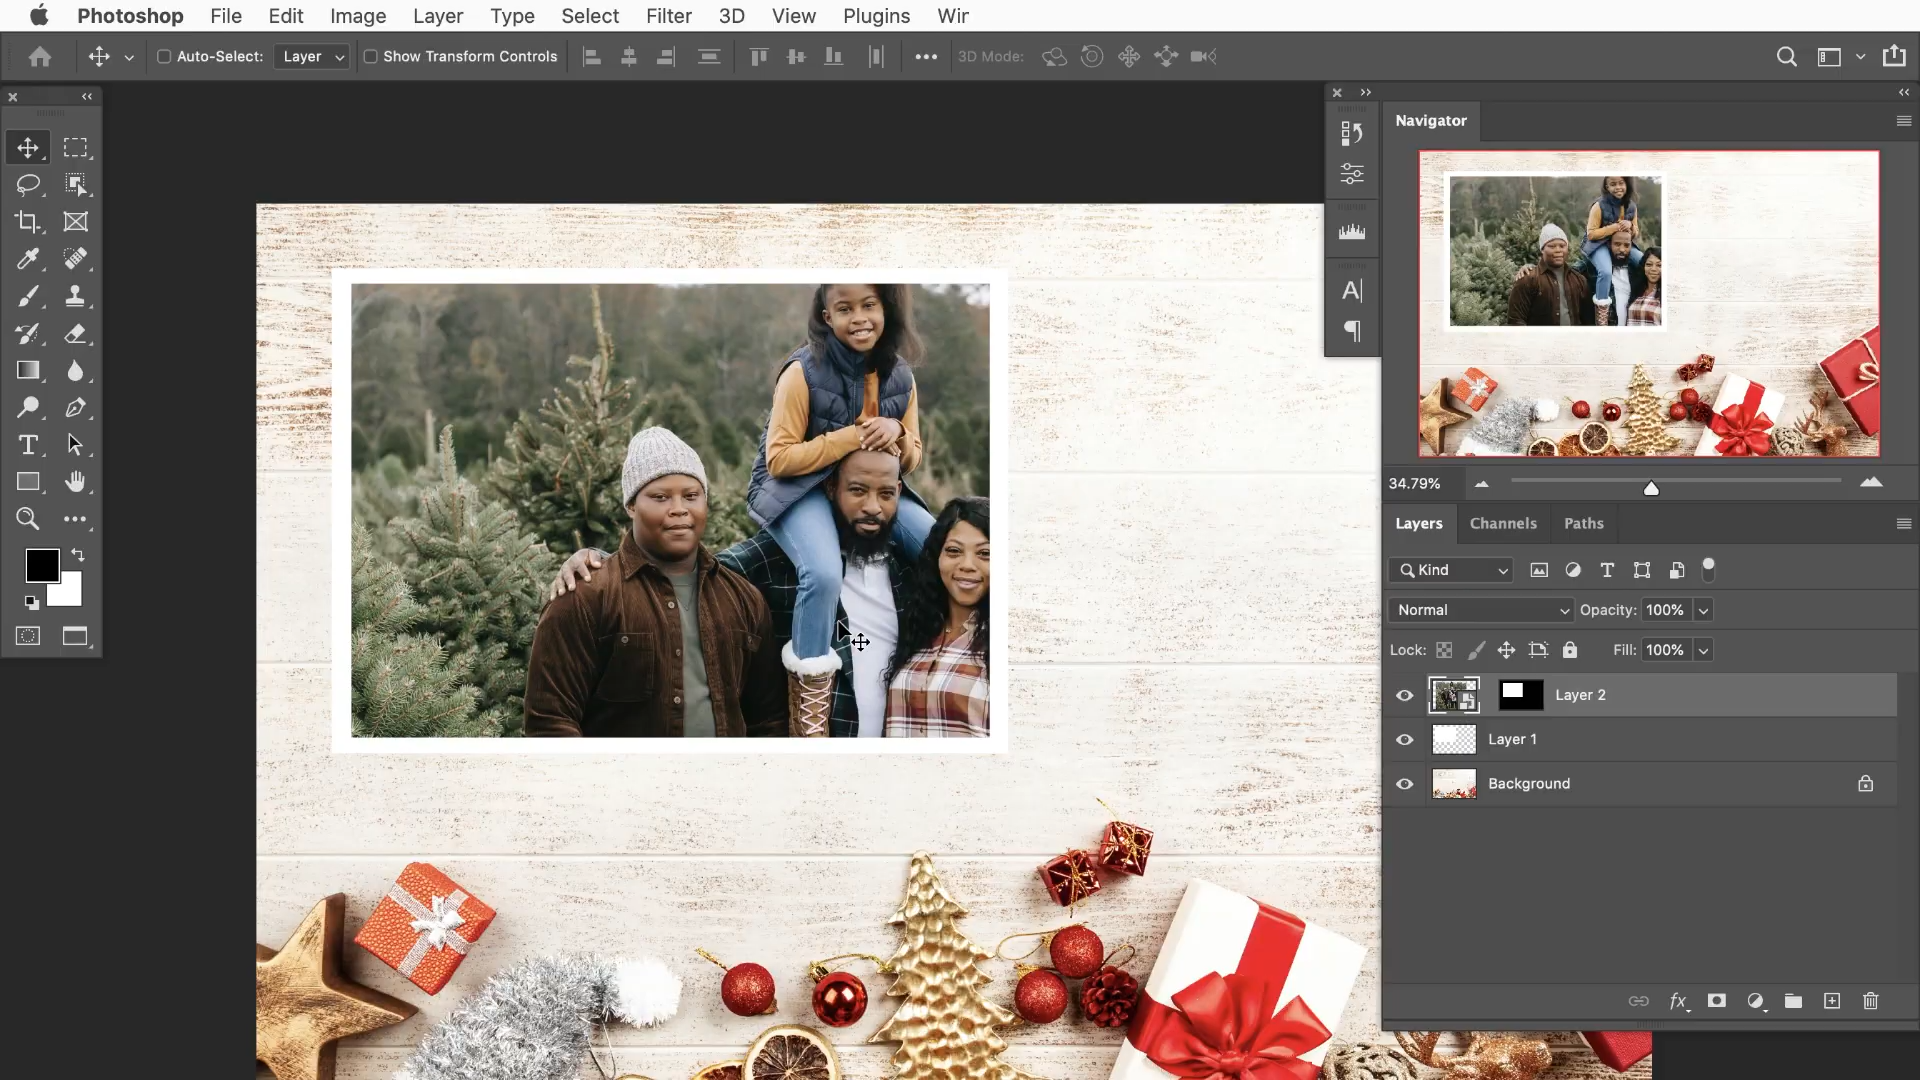 Photoshop File Edit Image Layer Type Select Filter 3D View Plugins Wir
Auto-Select: Layer Show Transform Controls 3D Mode:
Navigator
34.79%
Layers Channels Paths
Kind
Normal Opacity: 100%
Lock: Fill: 100%
Layer 2
Layer 1
Background